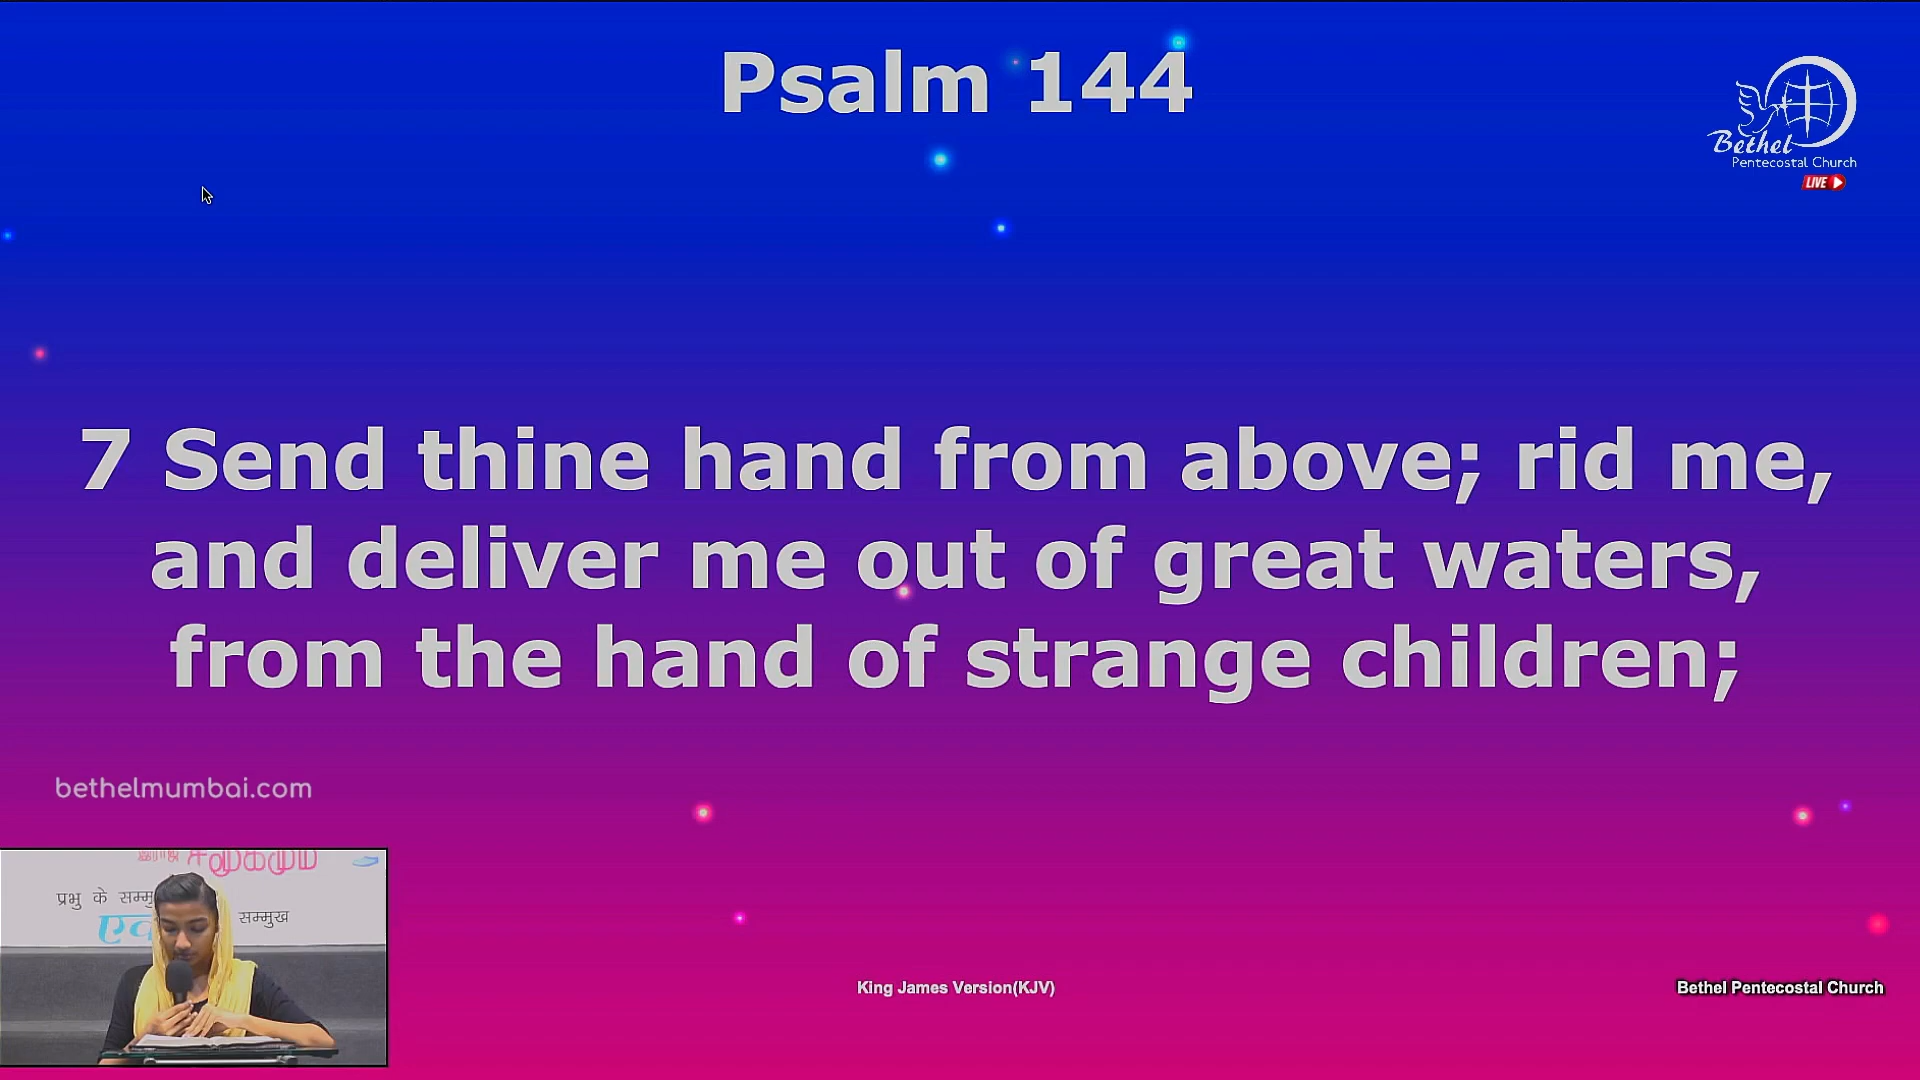 Psalm 144
Bethel
Pentecostal Church
LIVE
7 Send thine hand from above; rid me,
and deliver me out of great waters,
from the hand of strange children;
bethelmumbai.com
சமூகமும்
प्रभु के
सम्मुख
King James Version(KJV)
Bethel Pentecostal Church